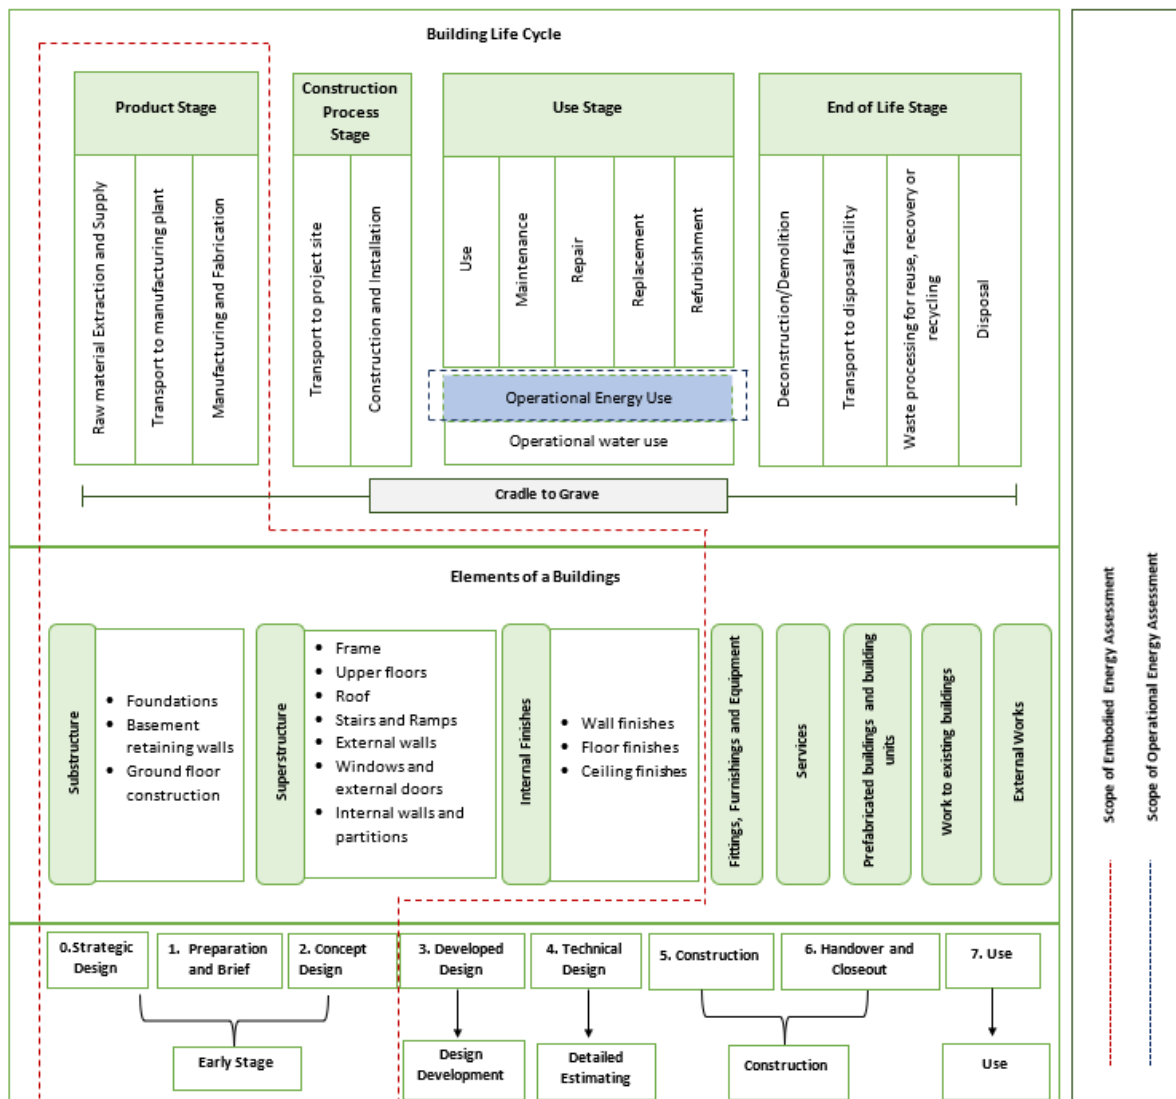 Building Life Cycle
Product Stage
Construction
Process
Stage
Use Stage
End of Life Stage
Raw material Extraction and Supply
Transport to manufacturing plant
Manufacturing and Fabrication
Transport to project site
Construction and Installation
Use
Maintenance
Repair
Replacement
Refurbishment
Deconstruction/Demolition
Transport to disposal facility
Waste processing for reuse, recovery or
recycling
Disposal
Operational Energy Use
Operational water use
Cradle to Grave
Elements of a Buildings
Substructure
• Foundations
• Basement
retaining walls
• Ground floor
construction
Superstructure
• Frame
• Upper floors
• Roof
• Stairs and Ramps
• External walls
• Windows and
external doors
• Internal walls and
partitions
Internal Finishes
• Wall finishes
• Floor finishes
• Ceiling finishes
Fittings, Furnishings and Equipment
Services
Prefabricated buildings and building
units
Work to existing buildings
External Works
0.Strategic
Design
1. Preparation
and Brief
2. Concept
Design
3. Developed
Design
4. Technical
Design
5. Construction
6. Handover and
Closeout
7. Use
Early Stage
Design
Development
Detailed
Estimating
Construction
Use
Scope of Embodied Energy Assessment
Scope of Operational Energy Assessment